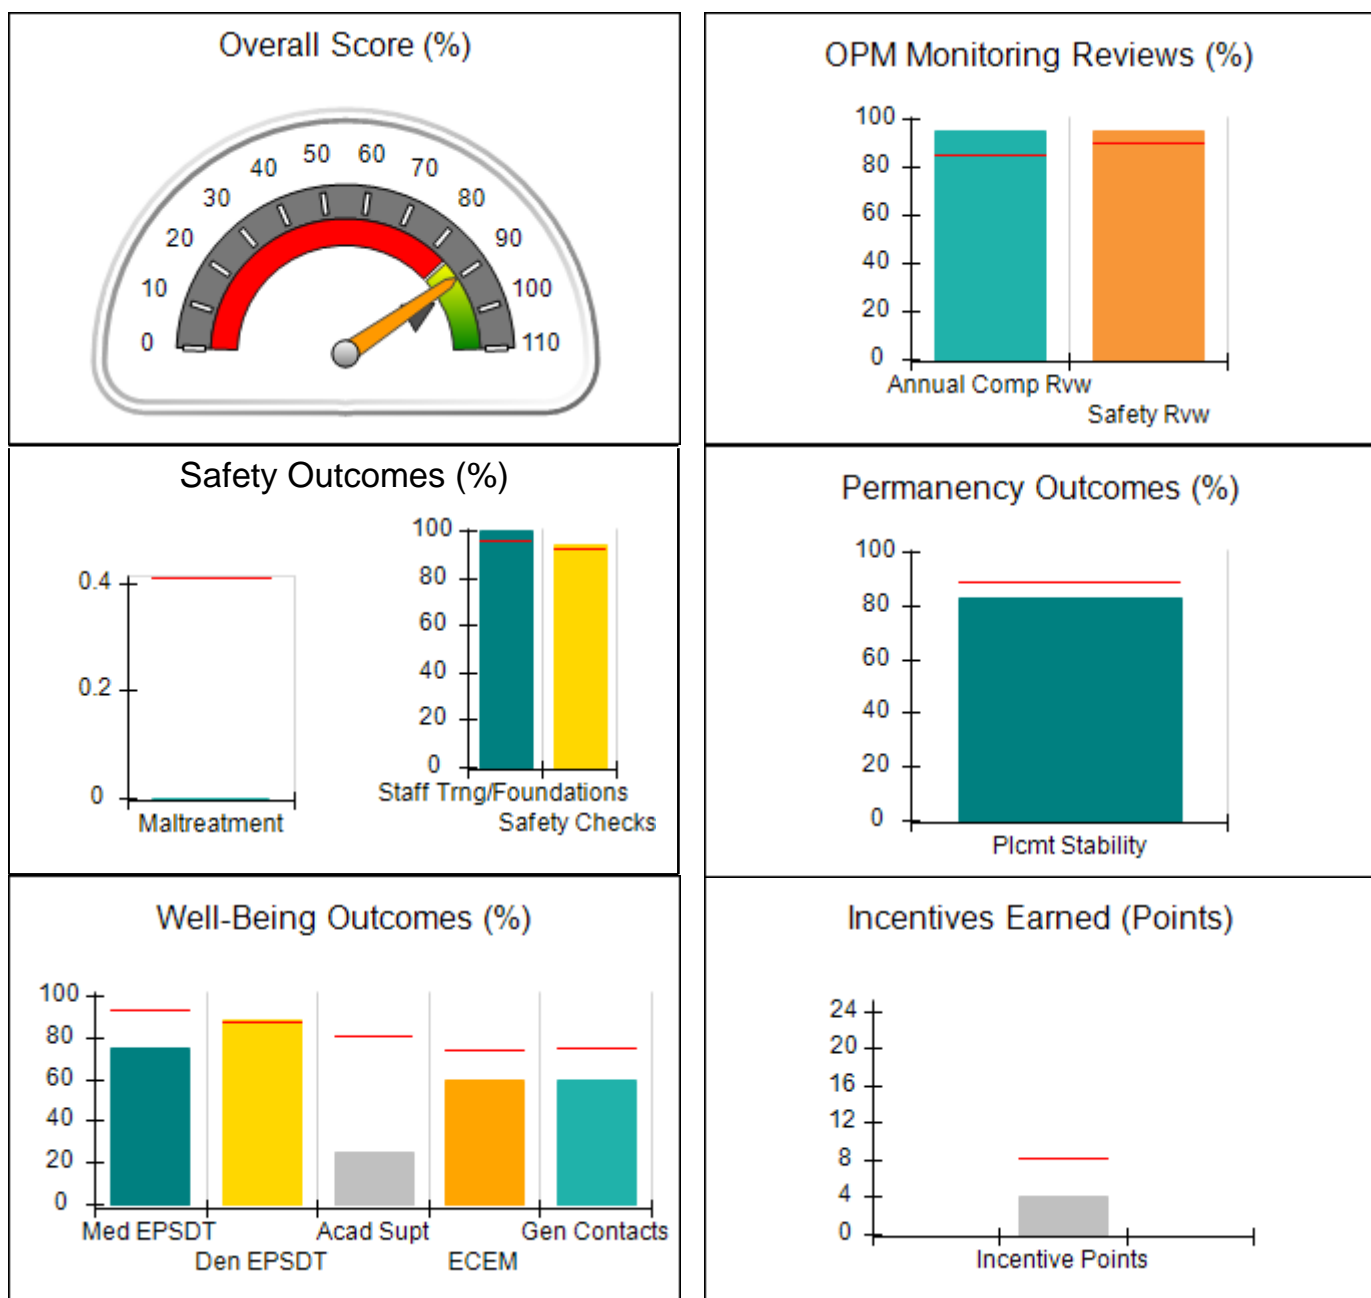 Overall Score (%)
0 10 20 30 40 50 60 70 80 90 100 110
OPM Monitoring Reviews (%)
100
80
60
40
20
0
Annual Comp Rvw
Safety Rvw
Safety Outcomes (%)
0.4
0.2
0
Maltreatment
100
80
60
40
20
0
Staff Trng/Foundations
Safety Checks
Permanency Outcomes (%)
100
80
60
40
20
0
Plcmt Stability
Well-Being Outcomes (%)
100
80
60
40
20
0
Med EPSDT Acad Supt Gen Contacts
Den EPSDT ECEM
Incentives Earned (Points)
24
20
16
12
8
4
0
Incentive Points